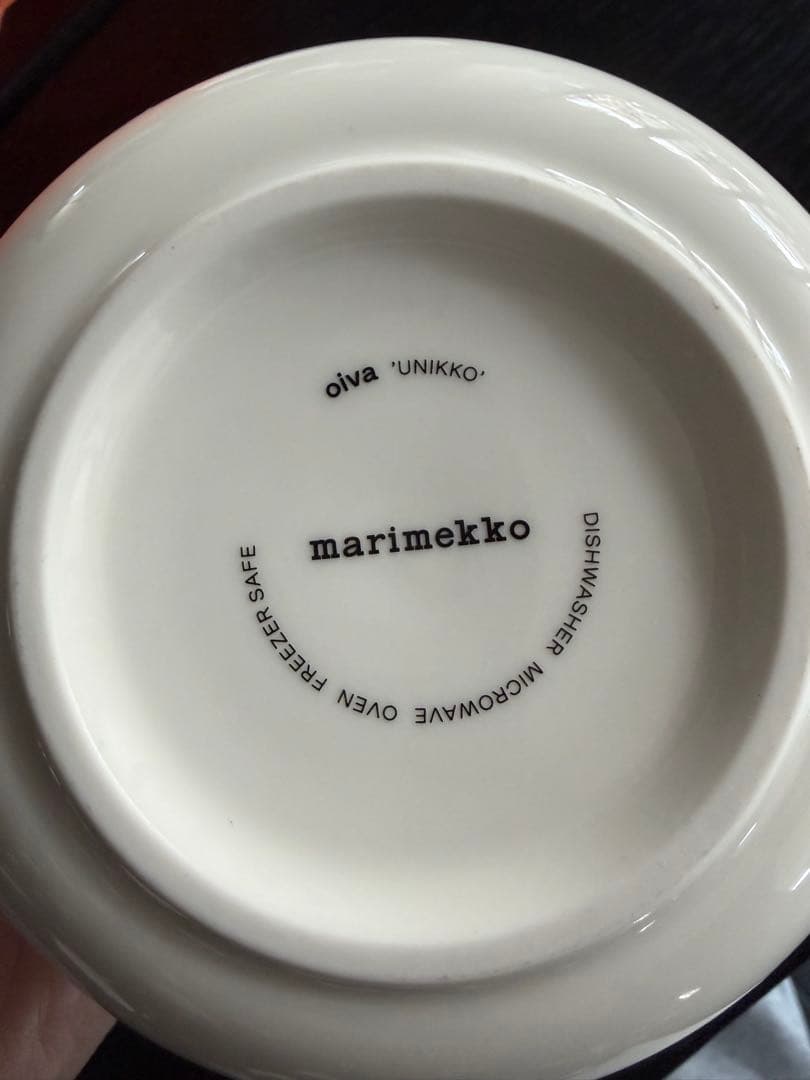 oiva 'UNIKKO'
marimekko
DISHWASHER MICROWAVE OVEN FREEZER SAFE